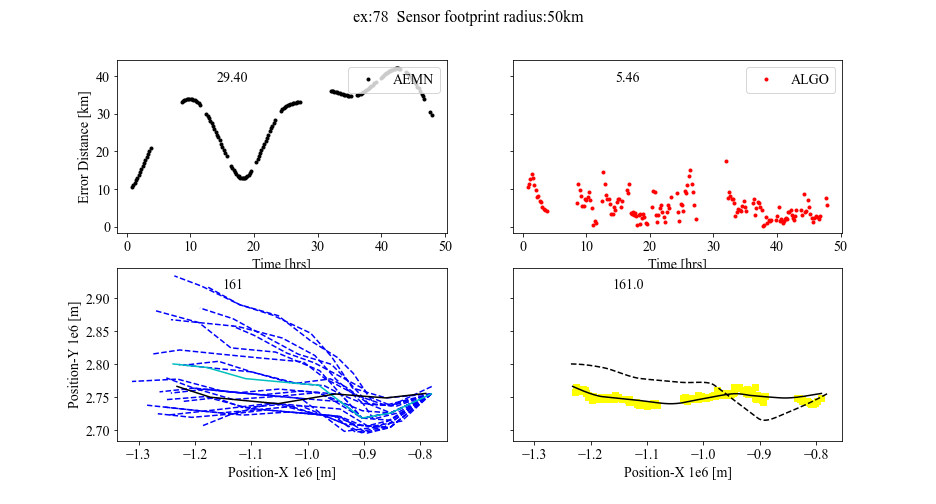 ex:78 Sensor footprint radius:50km
29.40
AEMN
5.46
ALGO
40
30
20
10
0
Error Distance [km]
0 10 20 30 40 50
0 10 20 30 40 50
Time [hrs]
Time [hrs]
161
161.0
2.90
2.85
2.80
2.75
2.70
Position-Y 1e6 [m]
−1.3 −1.2 −1.1 −1.0 −0.9 −0.8
−1.3 −1.2 −1.1 −1.0 −0.9 −0.8
Position-X 1e6 [m]
Position-X 1e6 [m]